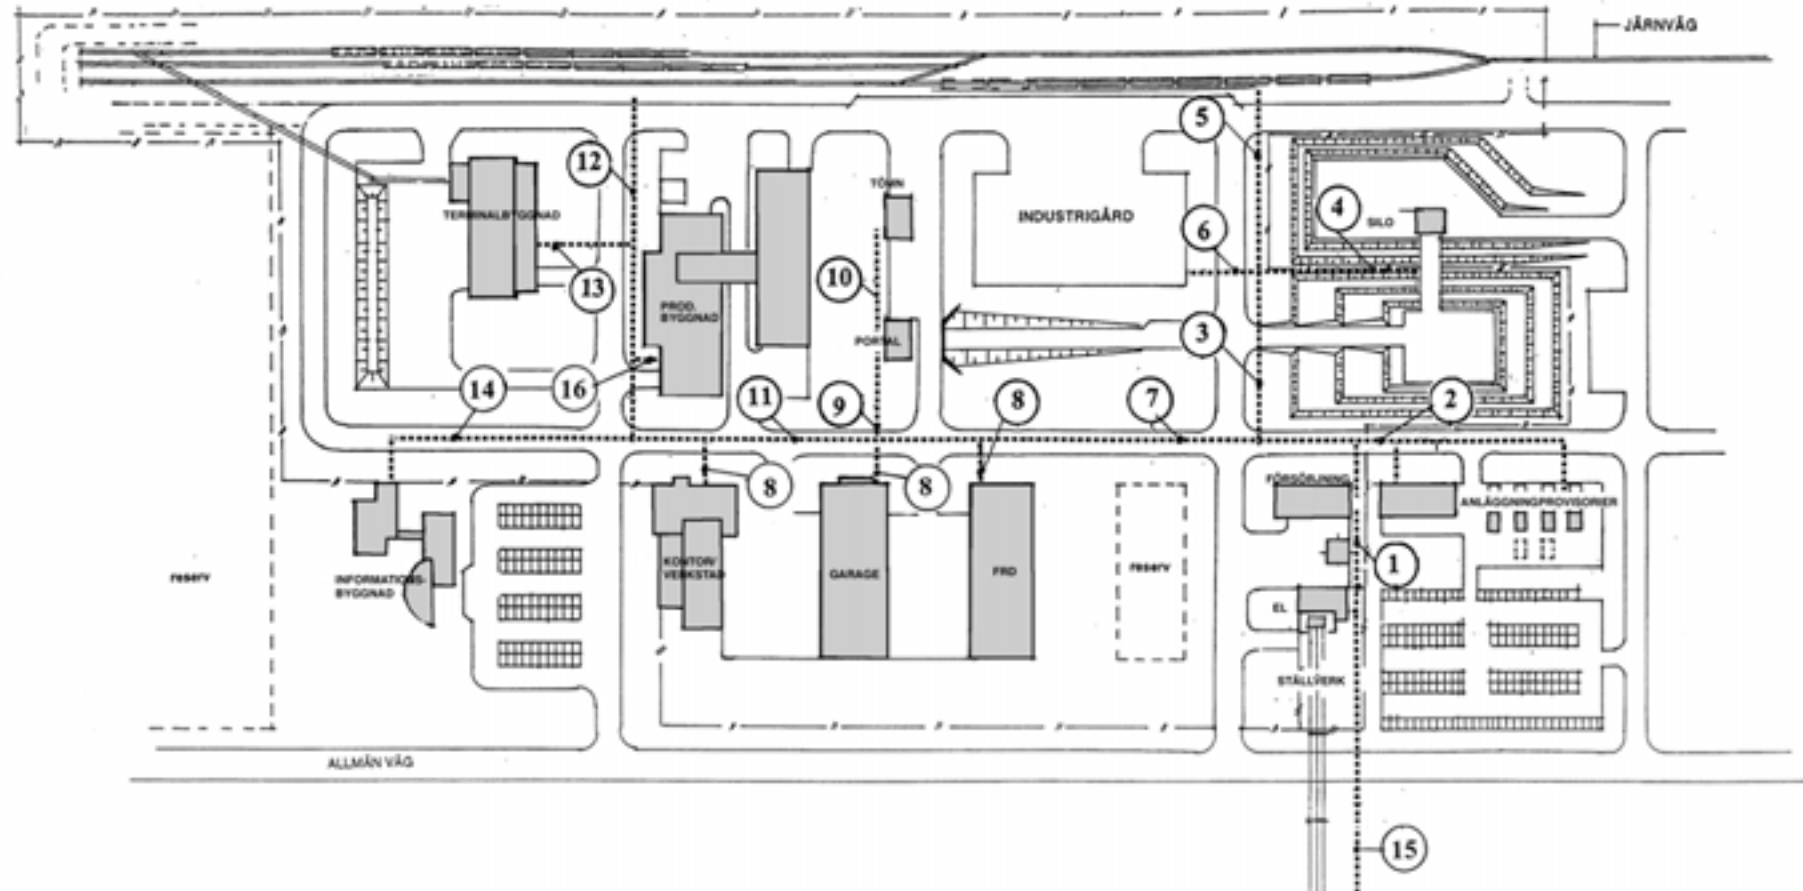 JÄRNVÄG
5
12
TÖMN
4
TERMINALBYGGNAD
INDUSTRIGÅRD
SILO
6
10
13
PROD.
BYGGNAD
3
PORTAL
14
16
11
9
8
7
2
8
8
FÖRSÖRJNING
ANLÄGGNINGPROVISORIER
1
reserv
INFORMATIONS-
BYGGNAD
KONTOR/
VERKSTAD
GARAGE
FRD
reserv
EL
STÄLLVERK
ALLMÄN VÄG
15